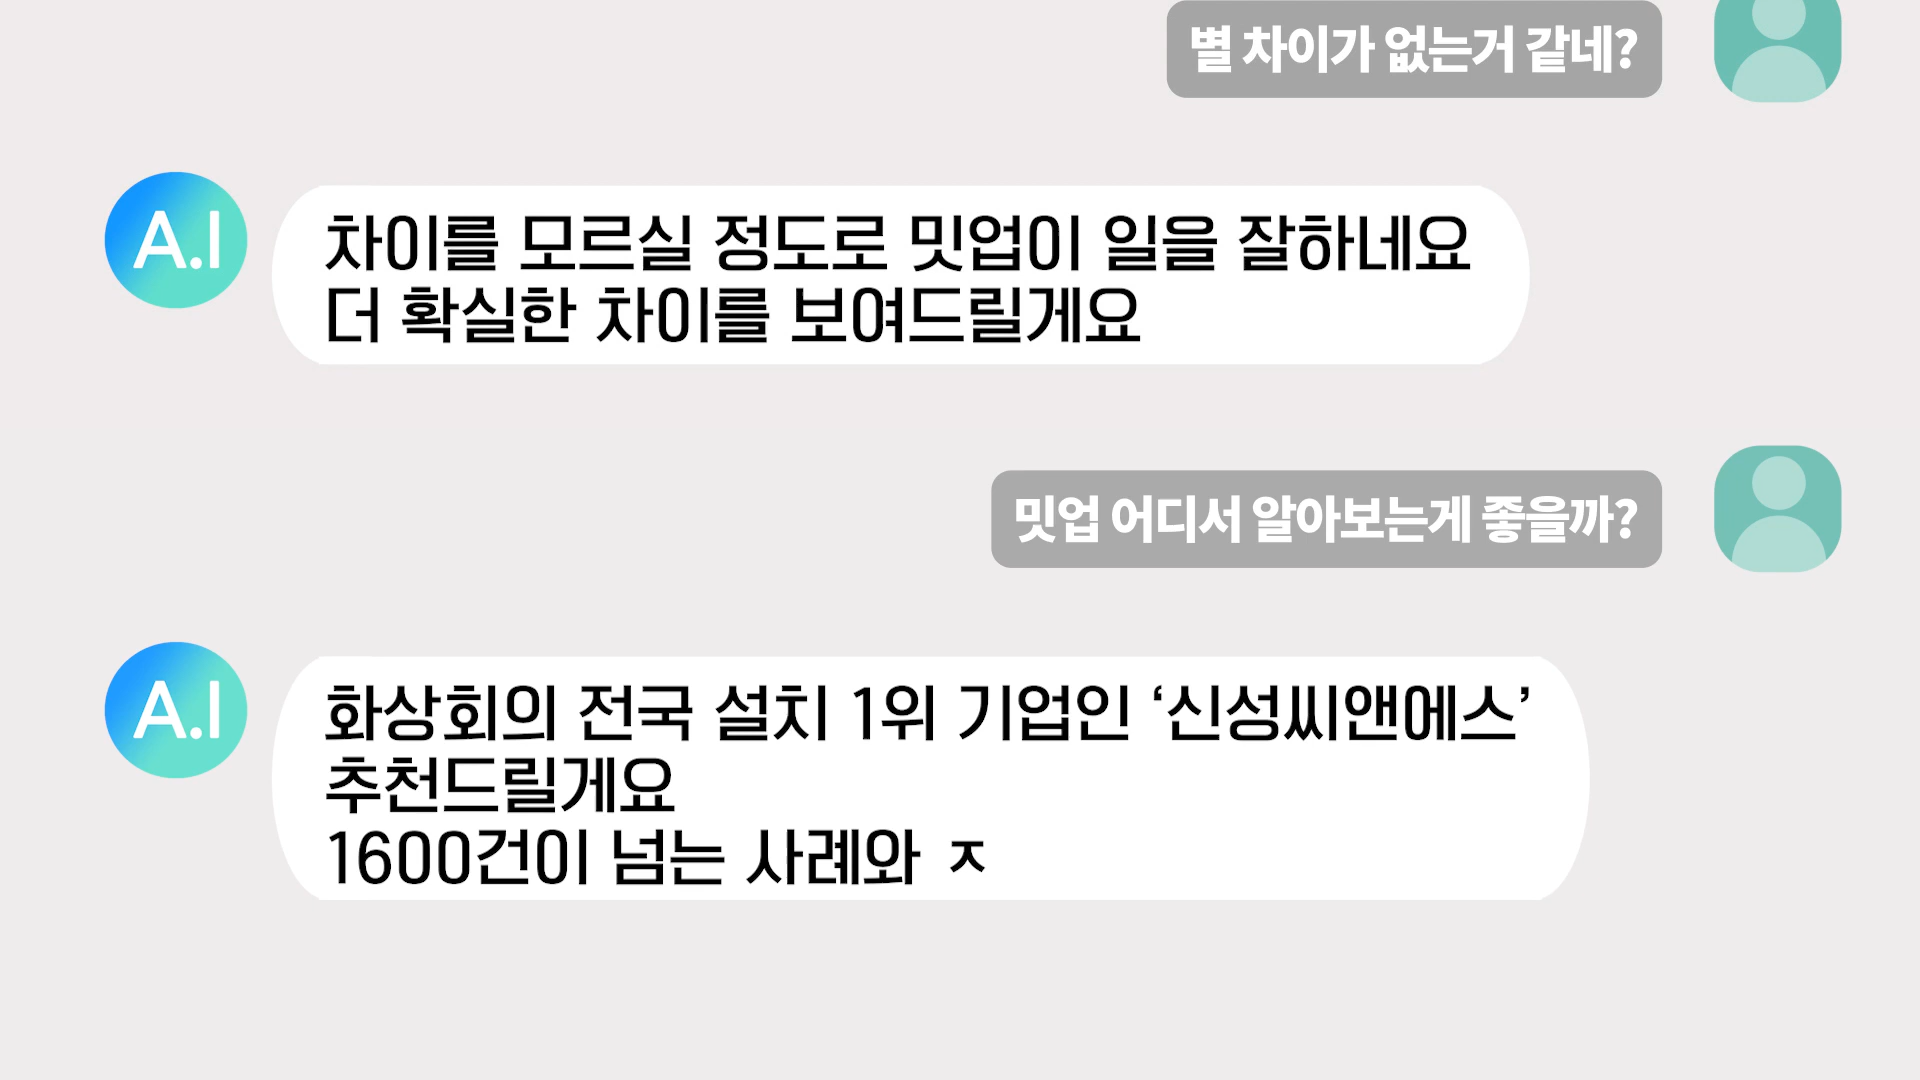 별 차이가 없는거 같네?
A.I
차이를 모르실 정도로 밋업이 일을 잘하네요
더 확실한 차이를 보여드릴게요
밋업 어디서 알아보는게 좋을까?
A.I
화상회의 전국 설치 1위 기업인 ‘신성씨앤에스’
추천드릴게요
1600건이 넘는 사례와 ㅈ